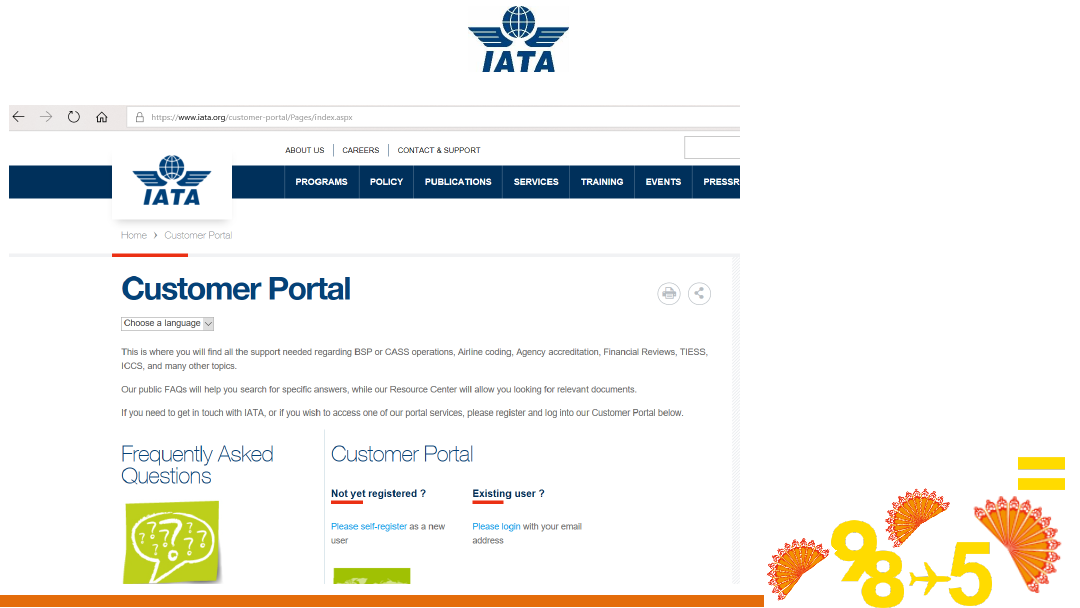 IATA
https://www.iata.org/customer-portal/Pages/index.aspx
ABOUT US CAREERS CONTACT & SUPPORT
IATA
PROGRAMS POLICY PUBLICATIONS SERVICES TRAINING EVENTS PRESSR
Home › Customer Portal
Customer Portal
Choose a language
This is where you will find all the support needed regarding BSP or CASS operations, Airline coding, Agency accreditation, Financial Reviews, TIESS,
ICCS, and many other topics.
Our public FAQs will help you search for specific answers, while our Resource Center will allow you looking for relevant documents.
If you need to get in touch with IATA, or if you wish to access one of our portal services, please register and log into our Customer Portal below.
Frequently Asked
Questions
Customer Portal
Not yet registered ?
Please self-register as a new
user
Existing user ?
Please login with your email
address
???????
98 5 =